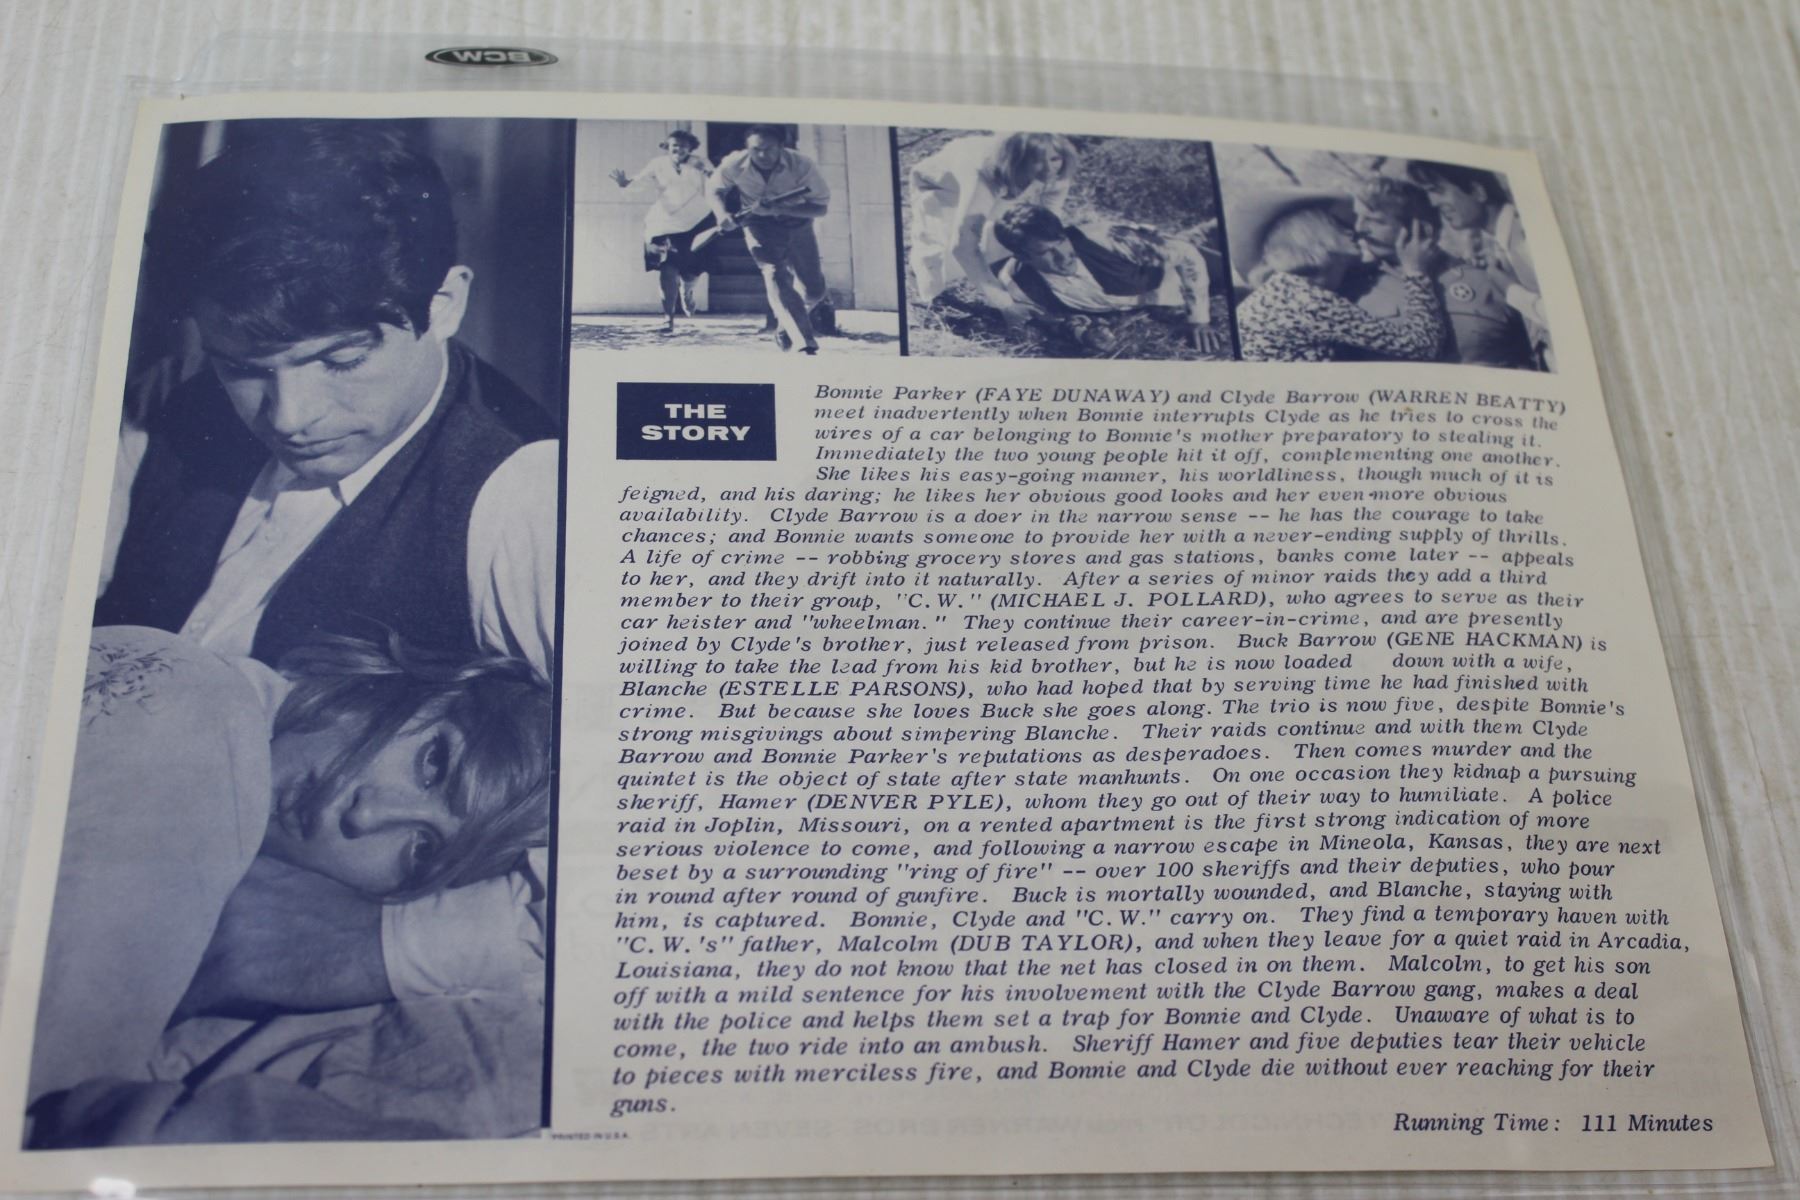 BCW
THE
STORY
Bonnie Parker (FAYE DUNAWAY) and Clyde Barrow (WARREN BEATTY)
meet inadvertently when Bonnie interrupts Clyde as he tries to cross the
wires of a car belonging to Bonnie's mother preparatory to stealing it.
Immediately the two young people hit it off, complementing one another.
She likes his easy-going manner, his worldliness, though much of it is
feigned, and his daring; he likes her obvious good looks and her even more obvious
availability. Clyde Barrow is a doer in the narrow sense -- he has the courage to take
chances; and Bonnie wants someone to provide her with a never-ending supply of thrills.
A life of crime -- robbing grocery stores and gas stations, banks come later -- appeals
to her, and they drift into it naturally. After a series of minor raids they add a third
member to their group, "C. W." (MICHAEL J. POLLARD), who agrees to serve as their
car heister and "wheelman." They continue their career-in-crime, and are presently
joined by Clyde's brother, just released from prison. Buck Barrow (GENE HACKMAN) is
willing to take the lead from his kid brother, but he is now loaded down with a wife,
Blanche (ESTELLE PARSONS), who had hoped that by serving time he had finished with
crime. But because she loves Buck she goes along. The trio is now five, despite Bonnie's
strong misgivings about simpering Blanche. Their raids continue and with them Clyde
Barrow and Bonnie Parker's reputations as desperadoes. Then comes murder and the
quintet is the object of state after state manhunts. On one occasion they kidnap a pursuing
sheriff, Hamer (DENVER PYLE), whom they go out of their way to humiliate. A police
raid in Joplin, Missouri, on a rented apartment is the first strong indication of more
serious violence to come, and following a narrow escape in Mineola, Kansas, they are next
beset by a surrounding "ring of fire" -- over 100 sheriffs and their deputies, who pour
in round after round of gunfire. Buck is mortally wounded, and Blanche, staying with
him, is captured. Bonnie, Clyde and "C. W." carry on. They find a temporary haven with
"C. W. 's" father, Malcolm (DUB TAYLOR), and when they leave for a quiet raid in Arcadia,
Louisiana, they do not know that the net has closed in on them. Malcolm, to get his son
off with a mild sentence for his involvement with the Clyde Barrow gang, makes a deal
with the police and helps them set a trap for Bonnie and Clyde. Unaware of what is to
come, the two ride into an ambush. Sheriff Hamer and five deputies tear their vehicle
to pieces with merciless fire, and Bonnie and Clyde die without ever reaching for their
guns.
Running Time: 111 Minutes
PRINTED IN U.S.A.